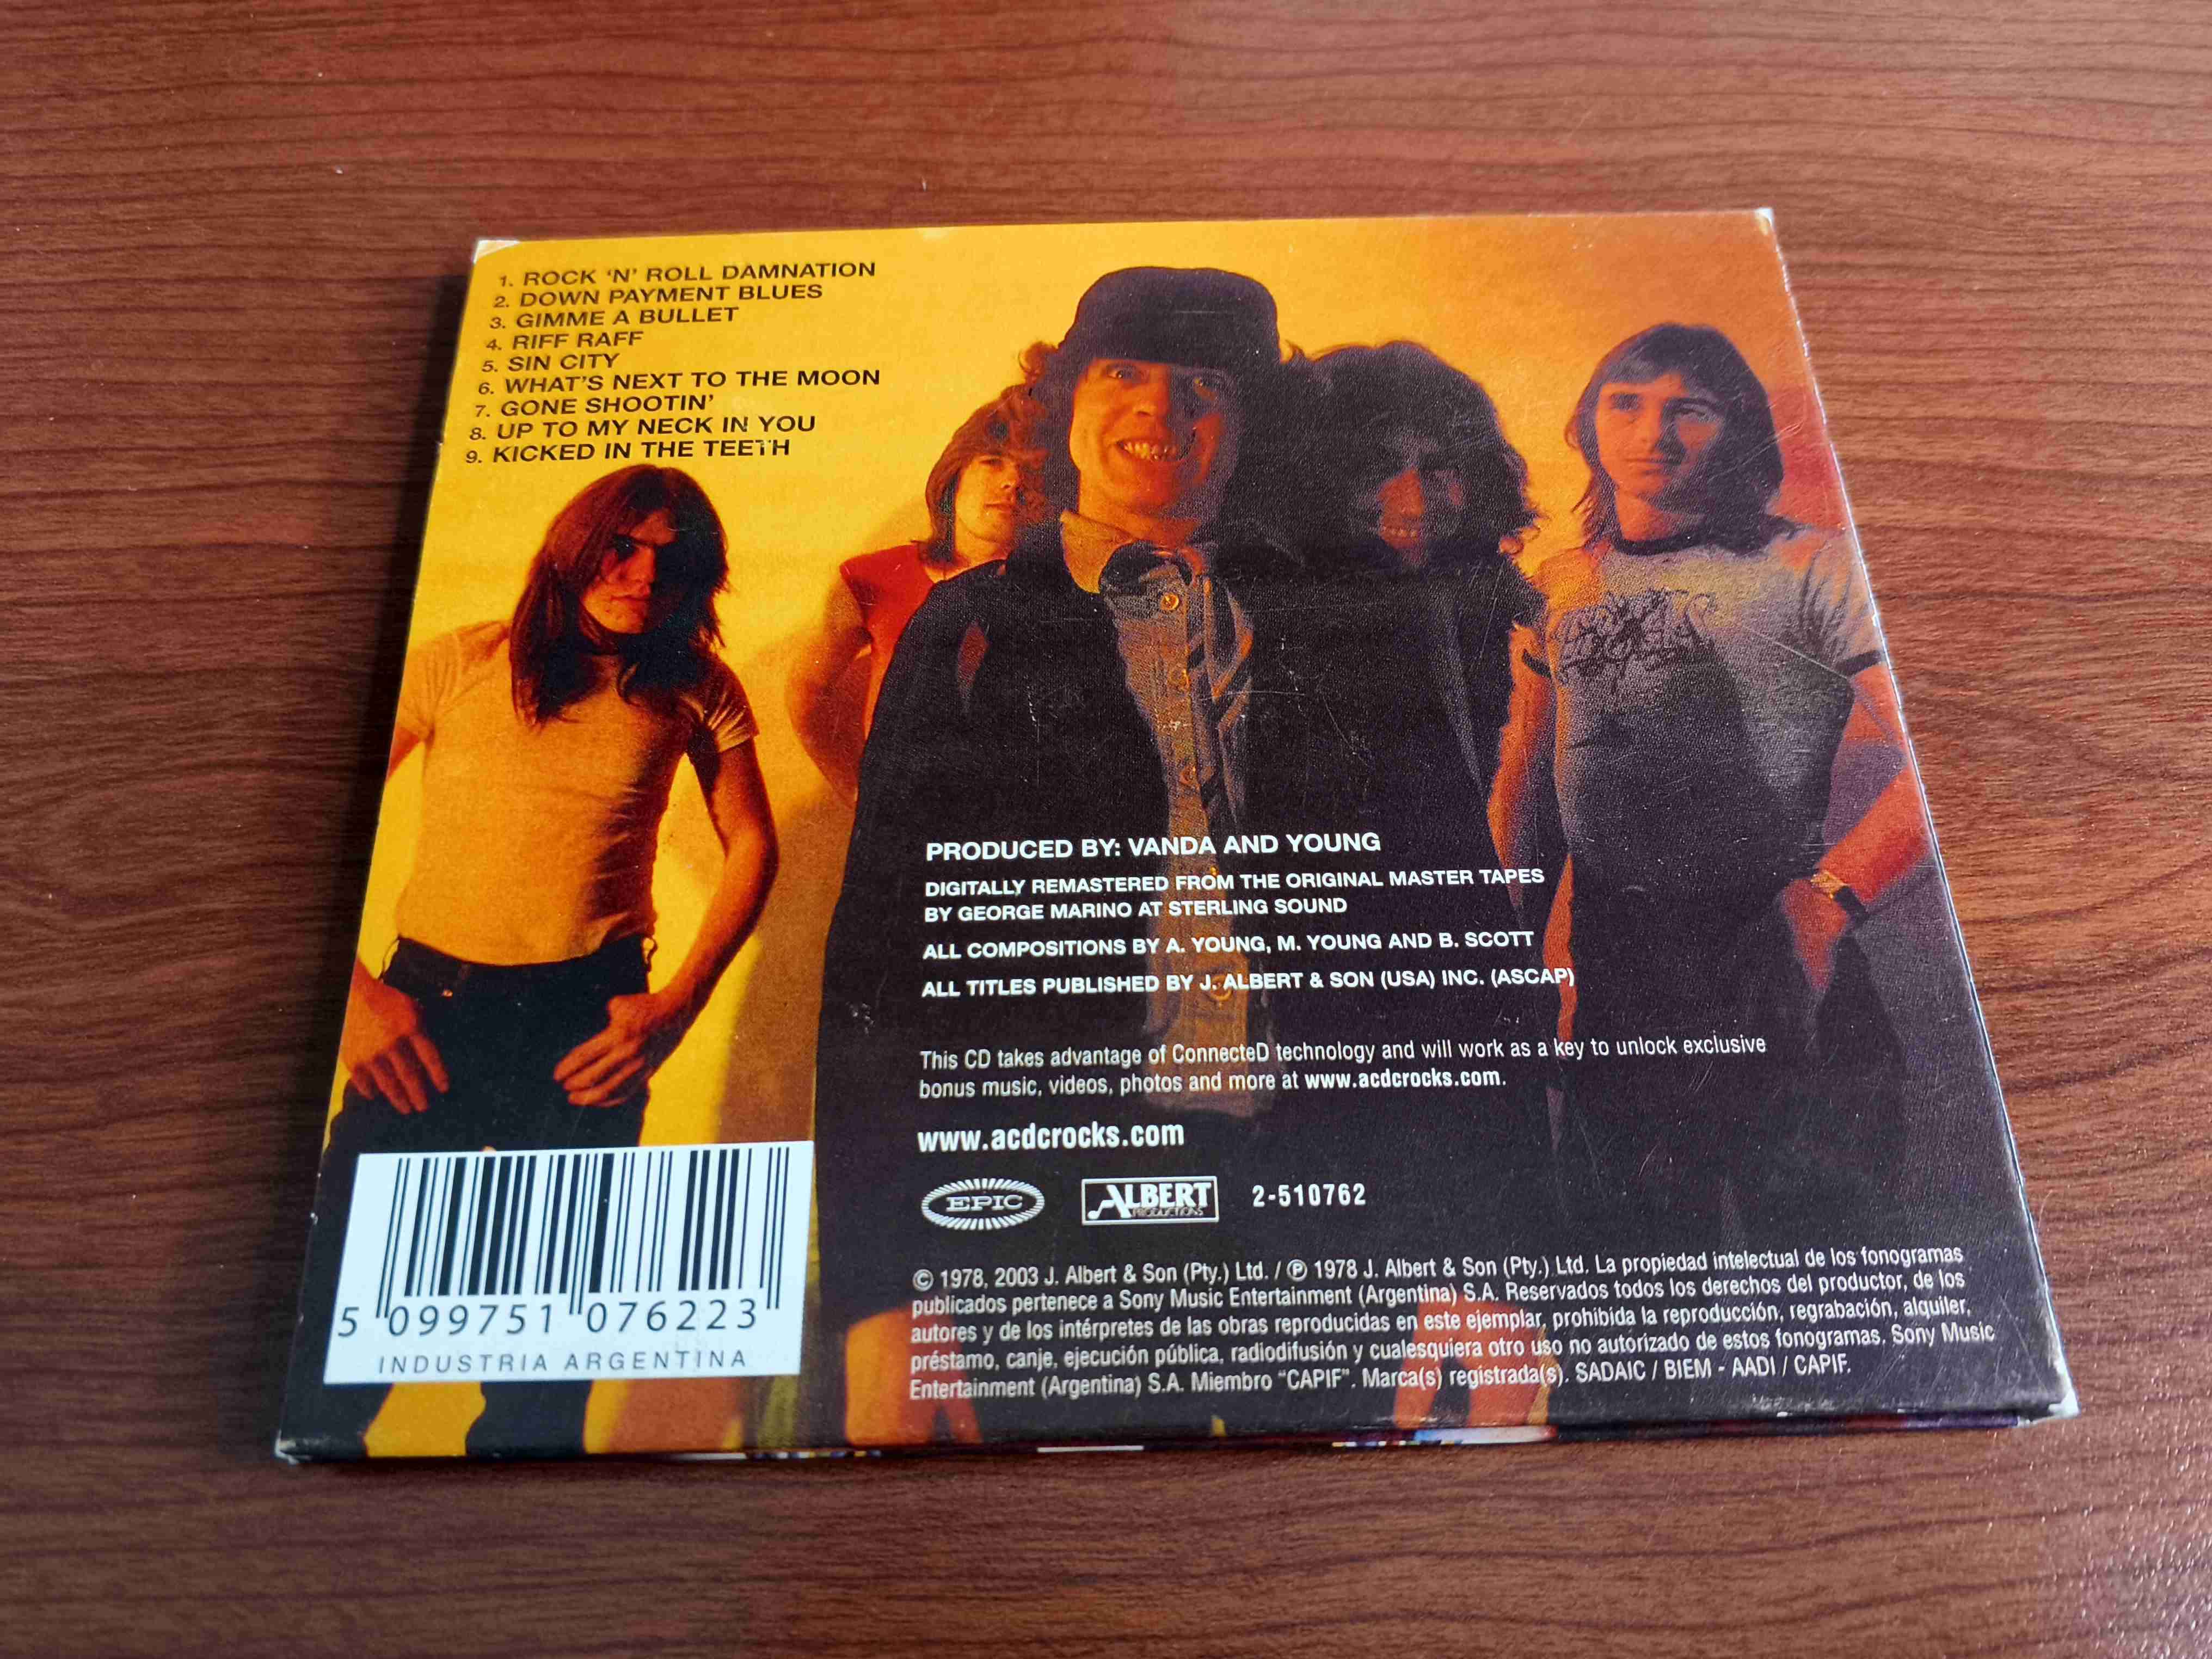 1. ROCK 'N' ROLL DAMNATION
2. DOWN PAYMENT BLUES
3. GIMME A BULLET
4. RIFF RAFF
5. SIN CITY
6. WHAT'S NEXT TO THE MOON
7. GONE SHOOTIN'
8. UP TO MY NECK IN YOU
9. KICKED IN THE TEETH
PRODUCED BY: VANDA AND YOUNG
DIGITALLY REMASTERED FROM THE ORIGINAL MASTER TAPES
BY GEORGE MARINO AT STERLING SOUND
ALL COMPOSITIONS BY A. YOUNG, M. YOUNG AND B. SCOTT
ALL TITLES PUBLISHED BY J. ALBERT & SON (USA) INC. (ASCAP)
This CD takes advantage of ConnecteD technology and will work as a key to unlock exclusive
bonus music, videos, photos and more at www.acdcrocks.com.
www.acdcrocks.com
EPIC ALBERT PRODUCTIONS 2-510762
© 1978, 2003 J. Albert & Son (Pty.) Ltd. / ℗ 1978 J. Albert & Son (Pty.) Ltd. La propiedad intelectual de los fonogramas
publicados pertenece a Sony Music Entertainment (Argentina) S.A. Reservados todos los derechos del productor, de los
autores y de los intérpretes de las obras reproducidas en este ejemplar, prohibida la reproducción, regrabación, alquiler,
préstamo, canje, ejecución pública, radiodifusión y cualesquiera otro uso no autorizado de estos fonogramas. Sony Music
Entertainment (Argentina) S.A. Miembro "CAPIF". Marca(s) registrada(s). SADAIC / BIEM - AADI / CAPIF.
5 099751 076223
INDUSTRIA ARGENTINA